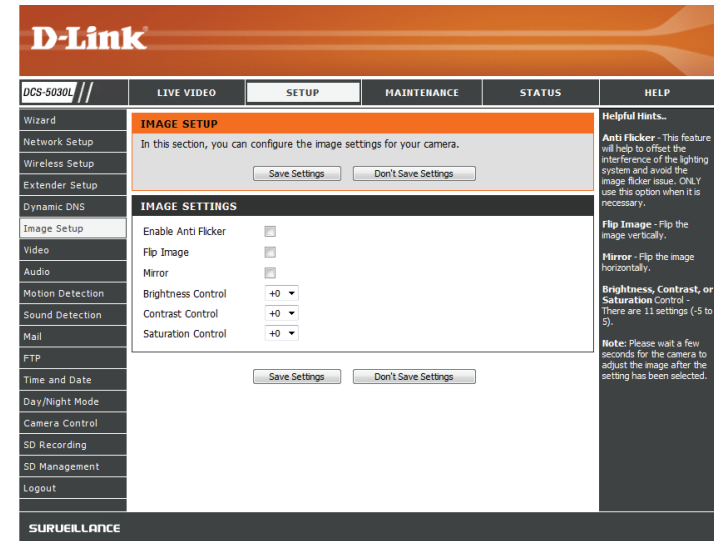 D-Link
DCS-5030L
LIVE VIDEO
SETUP
MAINTENANCE
STATUS
HELP
Wizard
Network Setup
Wireless Setup
Extender Setup
Dynamic DNS
Image Setup
Video
Audio
Motion Detection
Sound Detection
Mail
FTP
Time and Date
Day/Night Mode
Camera Control
SD Recording
SD Management
Logout
IMAGE SETUP
In this section, you can configure the image settings for your camera.
Save Settings
Don't Save Settings
IMAGE SETTINGS
Enable Anti Flicker
Flip Image
Mirror
Brightness Control +0
Contrast Control +0
Saturation Control +0
Save Settings
Don't Save Settings
Helpful Hints..
Anti Flicker - This feature
will help to offset the
interference of the lighting
system and avoid the
image flicker issue. ONLY
use this option when it is
necessary.
Flip Image - Flip the
image vertically.
Mirror - Flip the image
horizontally.
Brightness, Contrast, or
Saturation Control -
There are 11 settings (-5 to
5).
Note: Please wait a few
seconds for the camera to
adjust the image after the
setting has been selected.
SURVEILLANCE